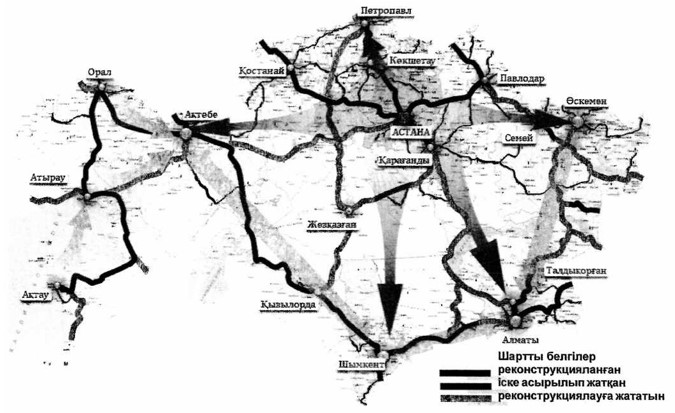 Петропавл
Көкшетау
Қостанай
Павлодар
Орал
Өскемен
Ақтөбе
АСТАНА
Семей
Қарағанды
Атырау
Жезқазған
Талдықорған
Ақтау
Қызылорда
Алматы
Шымкент
Шартты белгілер
реконструкцияланған
іске асырылып жатқан
реконструкциялауға жататын